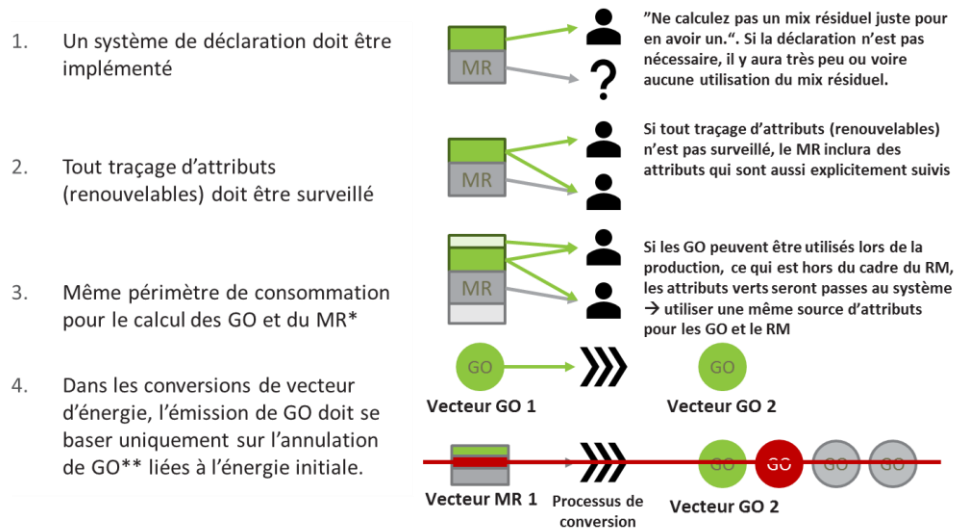 1. Un système de déclaration doit être
implémenté
MR
?
"Ne calculez pas un mix résiduel juste pour
en avoir un.“. Si la déclaration n'est pas
nécessaire, il y aura très peu ou voire
aucune utilisation du mix résiduel.
2. Tout traçage d'attributs
(renouvelables) doit être surveillé
MR
Si tout traçage d'attributs (renouvelables)
n'est pas surveillé, le MR inclura des
attributs qui sont aussi explicitement suivis
3. Même périmètre de consommation
pour le calcul des GO et du MR*
MR
Si les GO peuvent être utilisés lors de la
production, ce qui est hors du cadre du RM,
les attributs verts seront passes au système
→ utiliser une même source d'attributs
pour les GO et le RM
4. Dans les conversions de vecteur
d'énergie, l'émission de GO doit se
baser uniquement sur l'annulation
de GO** liées à l'énergie initiale.
GO
GO
Vecteur GO 1
Vecteur GO 2
GO GO GO GO
Vecteur MR 1
Processus de
conversion
Vecteur GO 2